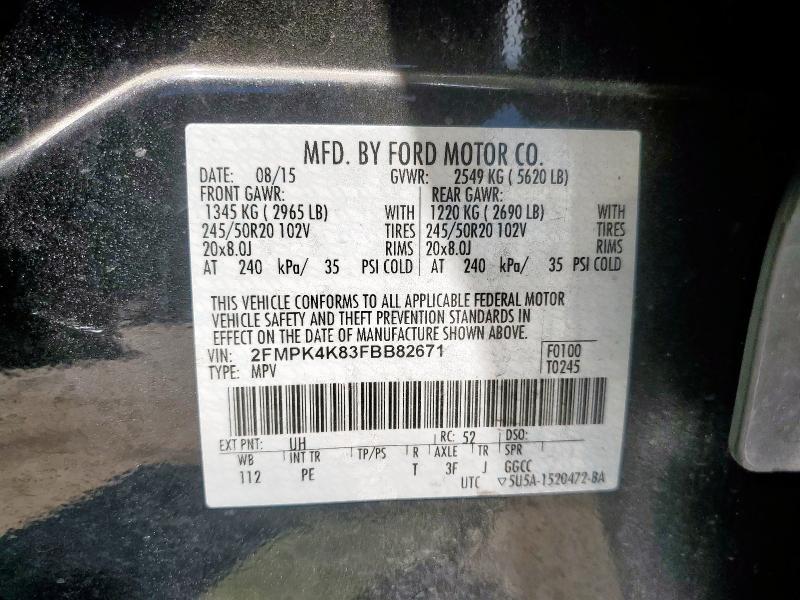 MFD. BY FORD MOTOR CO.
DATE: 08/15 GVWR: 2549 KG ( 5620 LB)
FRONT GAWR: REAR GAWR:
1345 KG ( 2965 LB) WITH 1220 KG ( 2690 LB) WITH
245/50R20 102V TIRES 245/50R20 102V TIRES
20x8.0J RIMS 20x8.0J RIMS
AT 240 kPa/ 35 PSI COLD AT 240 kPa/ 35 PSI COLD
THIS VEHICLE CONFORMS TO ALL APPLICABLE FEDERAL MOTOR
VEHICLE SAFETY AND THEFT PREVENTION STANDARDS IN
EFFECT ON THE DATE OF MANUFACTURE SHOWN ABOVE.
VIN: 2FMPK4K83FBB82671 F0100
TYPE: MPV T0245
EXT PNT: UH RC: 52 DSO:
WB INT TR TP/PS R AXLE TR SPR
112 PE T 3F J GGCC
UTC ▽5U5A-1520472-BA